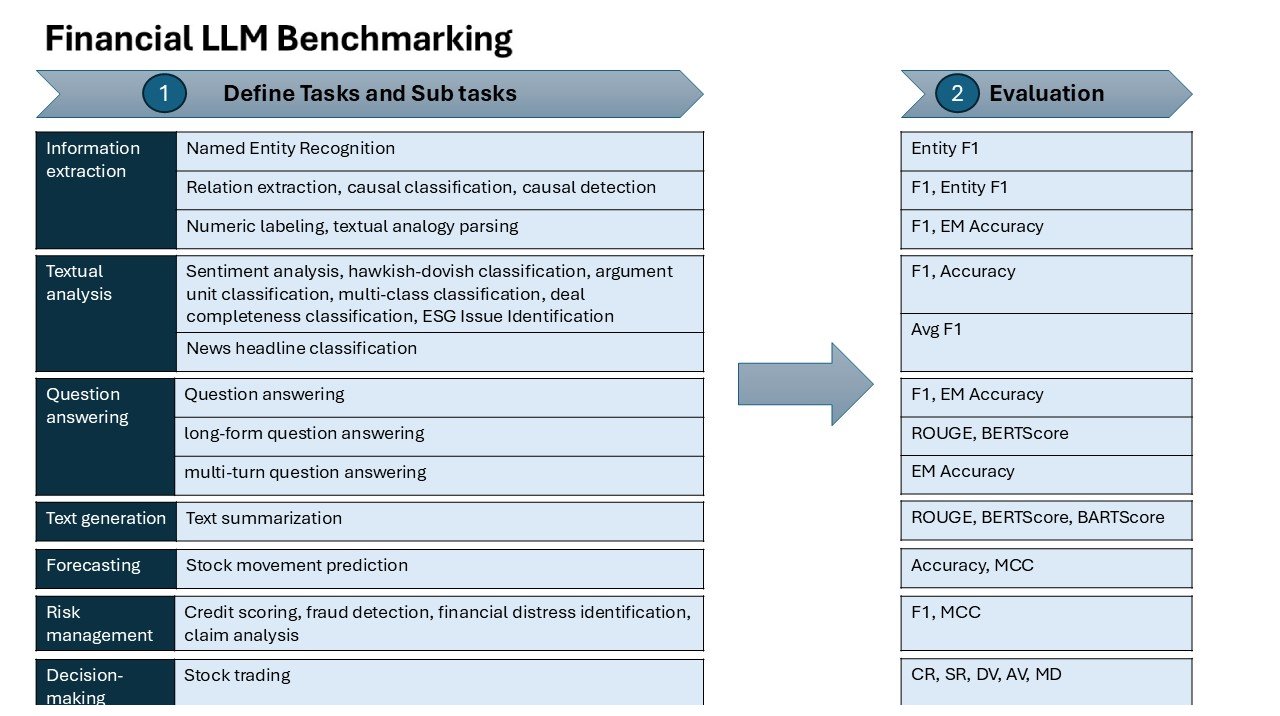 Financial LLM Benchmarking
1 Define Tasks and Sub tasks
2 Evaluation
Information
extraction
Named Entity Recognition
Entity F1
Relation extraction, causal classification, causal detection
F1, Entity F1
Numeric labeling, textual analogy parsing
F1, EM Accuracy
Textual
analysis
Sentiment analysis, hawkish-dovish classification, argument
unit classification, multi-class classification, deal
completeness classification, ESG Issue Identification
F1, Accuracy
News headline classification
Avg F1
Question
answering
Question answering
F1, EM Accuracy
long-form question answering
ROUGE, BERTScore
multi-turn question answering
EM Accuracy
Text generation
Text summarization
ROUGE, BERTScore, BARTScore
Forecasting
Stock movement prediction
Accuracy, MCC
Risk
management
Credit scoring, fraud detection, financial distress identification,
claim analysis
F1, MCC
Decision-
making
Stock trading
CR, SR, DV, AV, MD